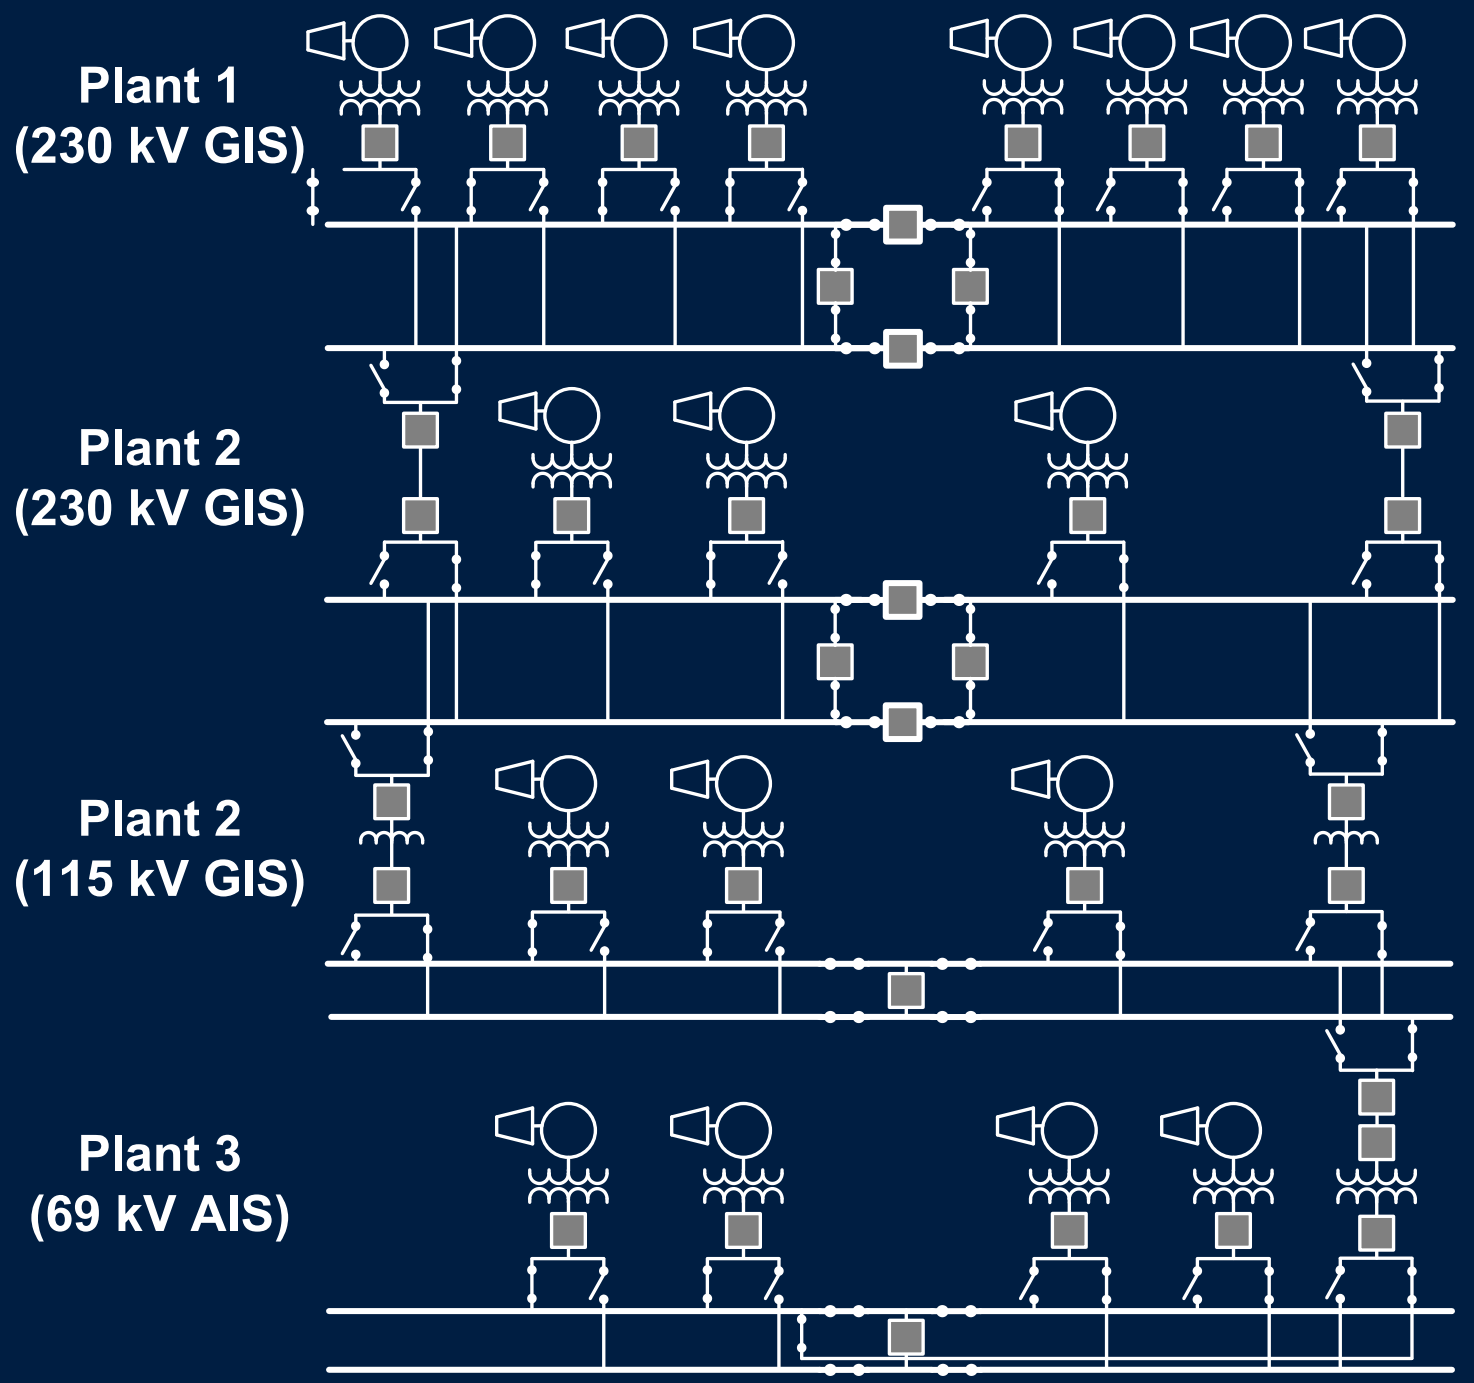 Plant 1
(230 kV GIS)
Plant 2
(230 kV GIS)
Plant 2
(115 kV GIS)
Plant 3
(69 kV AIS)